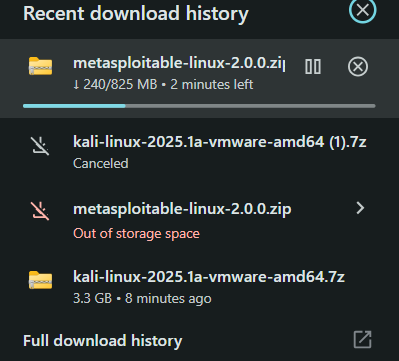 Recent download history
metasploitable-linux-2.0.0.zip
↓ 240/825 MB • 2 minutes left
kali-linux-2025.1a-vmware-amd64 (1).7z
Canceled
metasploitable-linux-2.0.0.zip
Out of storage space
kali-linux-2025.1a-vmware-amd64.7z
3.3 GB • 8 minutes ago
Full download history